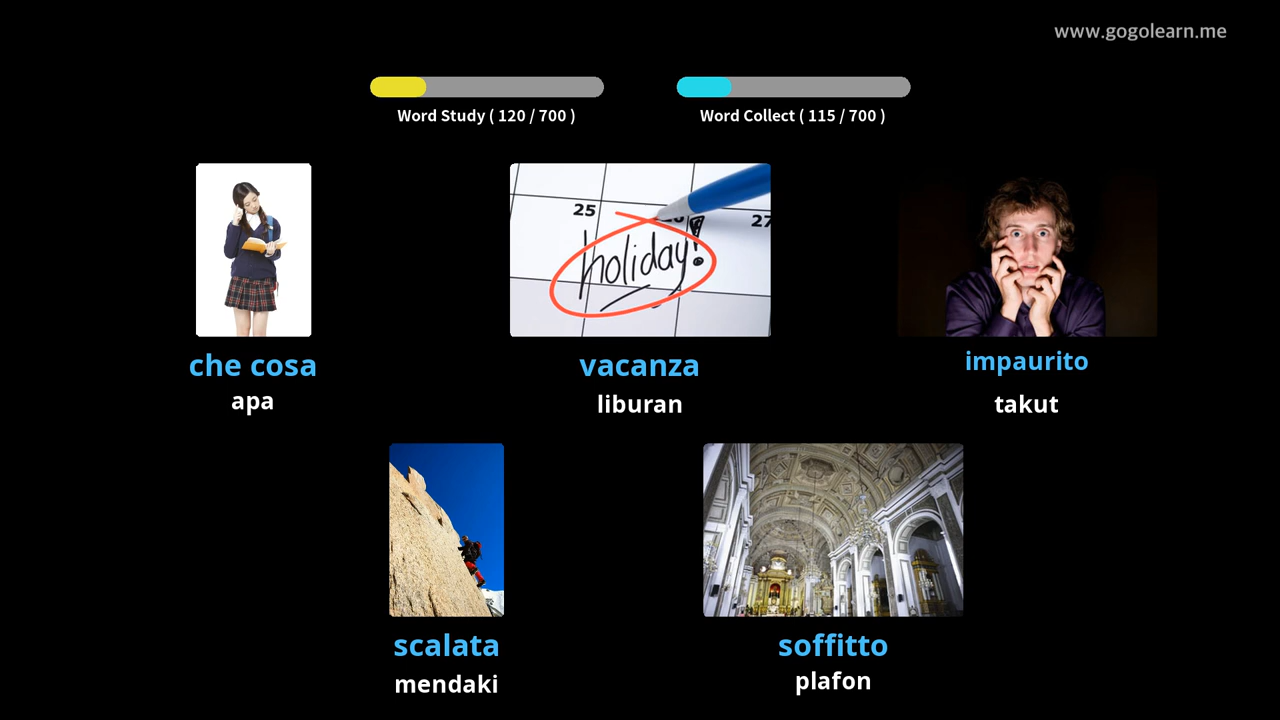 www.gogolearn.me
Word Study ( 120 / 700 )
Word Collect ( 115 / 700 )
25
27
holiday!
che cosa
apa
vacanza
liburan
impaurito
takut
scalata
mendaki
soffitto
plafon